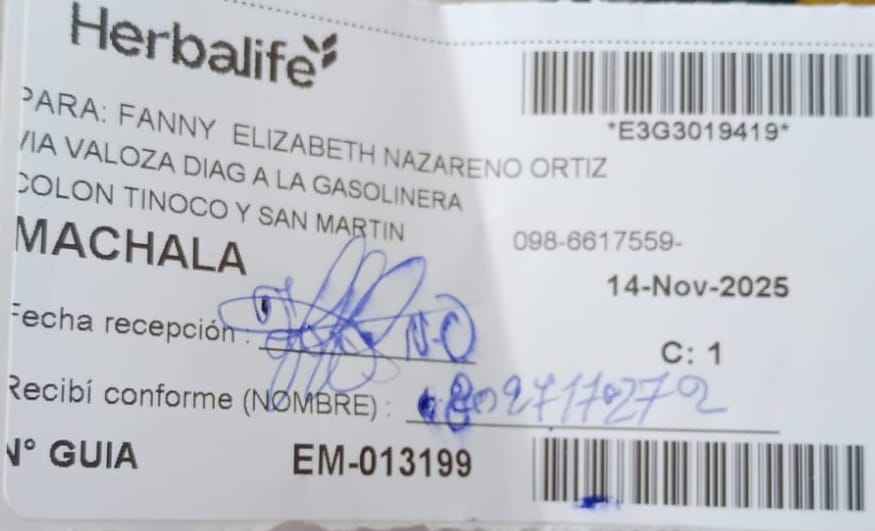 Herbalife
*E3G3019419*
PARA: FANNY ELIZABETH NAZARENO ORTIZ
VIA VALOZA DIAG A LA GASOLINERA
COLON TINOCO Y SAN MARTIN
098-6617559-
MACHALA
14-Nov-2025
Fecha recepción : N-O
C: 1
Recibí conforme (NOMBRE) :
N° GUIA EM-013199